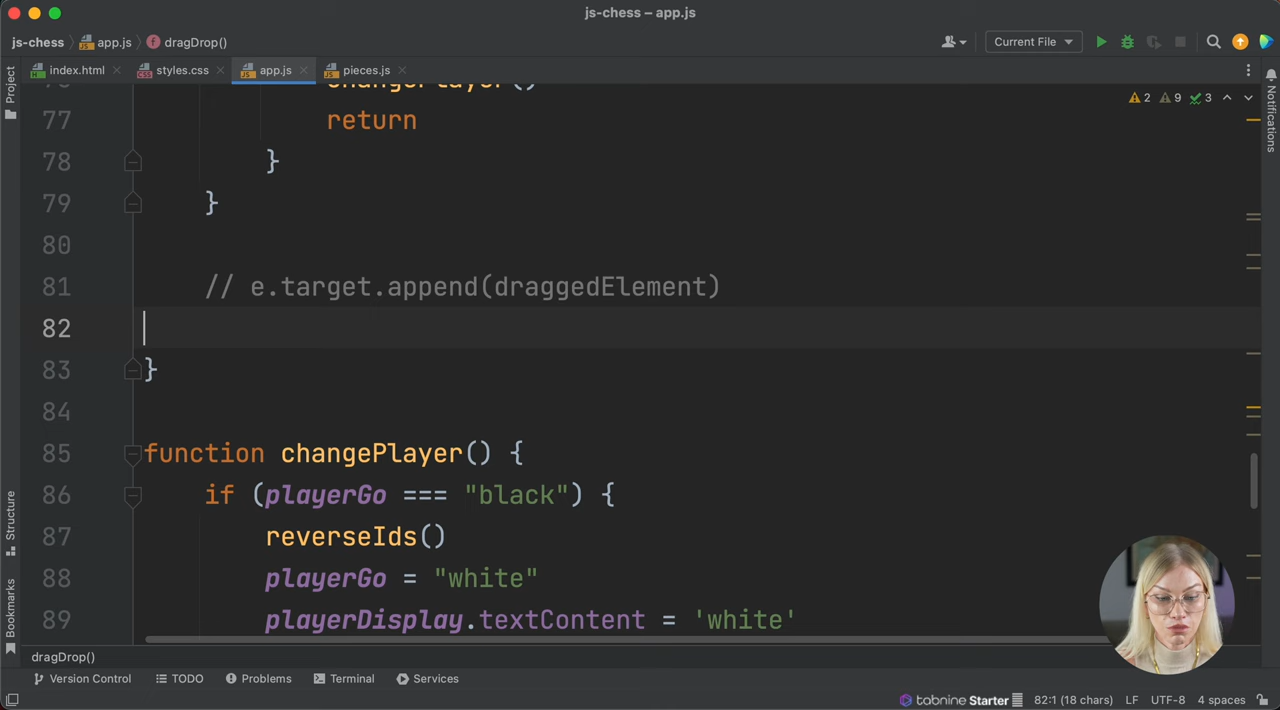 js-chess – app.js
js-chess app.js dragDrop() Current File
index.html styles.css app.js pieces.js
Project
Notifications
2 9 3
changePlayer()
77 return
78 }
79 }
80
81 // e.target.append(draggedElement)
82
83 }
84
85 function changePlayer() {
86 if (playerGo === "black") {
87 reverseIds()
88 playerGo = "white"
89 playerDisplay.textContent = 'white'
Structure
Bookmarks
dragDrop()
Version Control TODO Problems Terminal Services
tabnine Starter 82:1 (18 chars) LF UTF-8 4 spaces